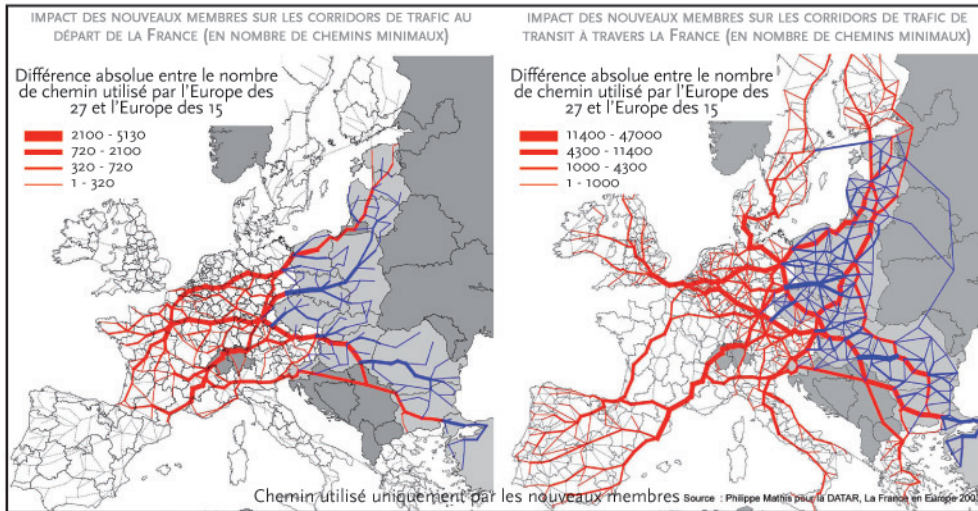 IMPACT DES NOUVEAUX MEMBRES SUR LES CORRIDORS DE TRAFIC AU
DÉPART DE LA FRANCE (EN NOMBRE DE CHEMINS MINIMAUX)
Différence absolue entre le nombre
de chemin utilisé par l'Europe des
27 et l'Europe des 15
2100 - 5130
720 - 2100
320 - 720
1 - 320
IMPACT DES NOUVEAUX MEMBRES SUR LES CORRIDORS DE TRAFIC DE
TRANSIT À TRAVERS LA FRANCE (EN NOMBRE DE CHEMINS MINIMAUX)
Différence absolue entre le nombre
de chemin utilisé par l'Europe des
27 et l'Europe des 15
11400 - 47000
4300 - 11400
1000 - 4300
1 - 1000
Chemin utilisé uniquement par les nouveaux membres
Source : Philippe Mathis pour la DATAR, La France en Europe